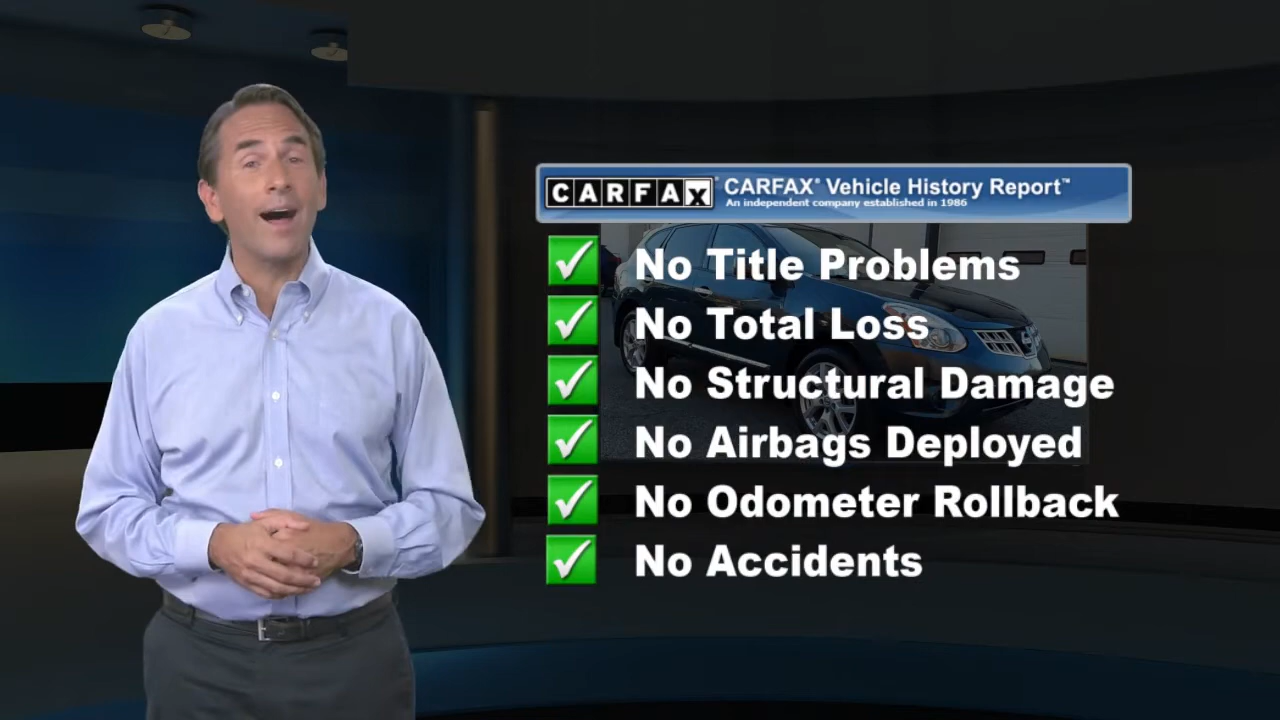 CARFAX® CARFAX® Vehicle History Report™
An independent company established in 1986
No Title Problems
No Total Loss
No Structural Damage
No Airbags Deployed
No Odometer Rollback
No Accidents